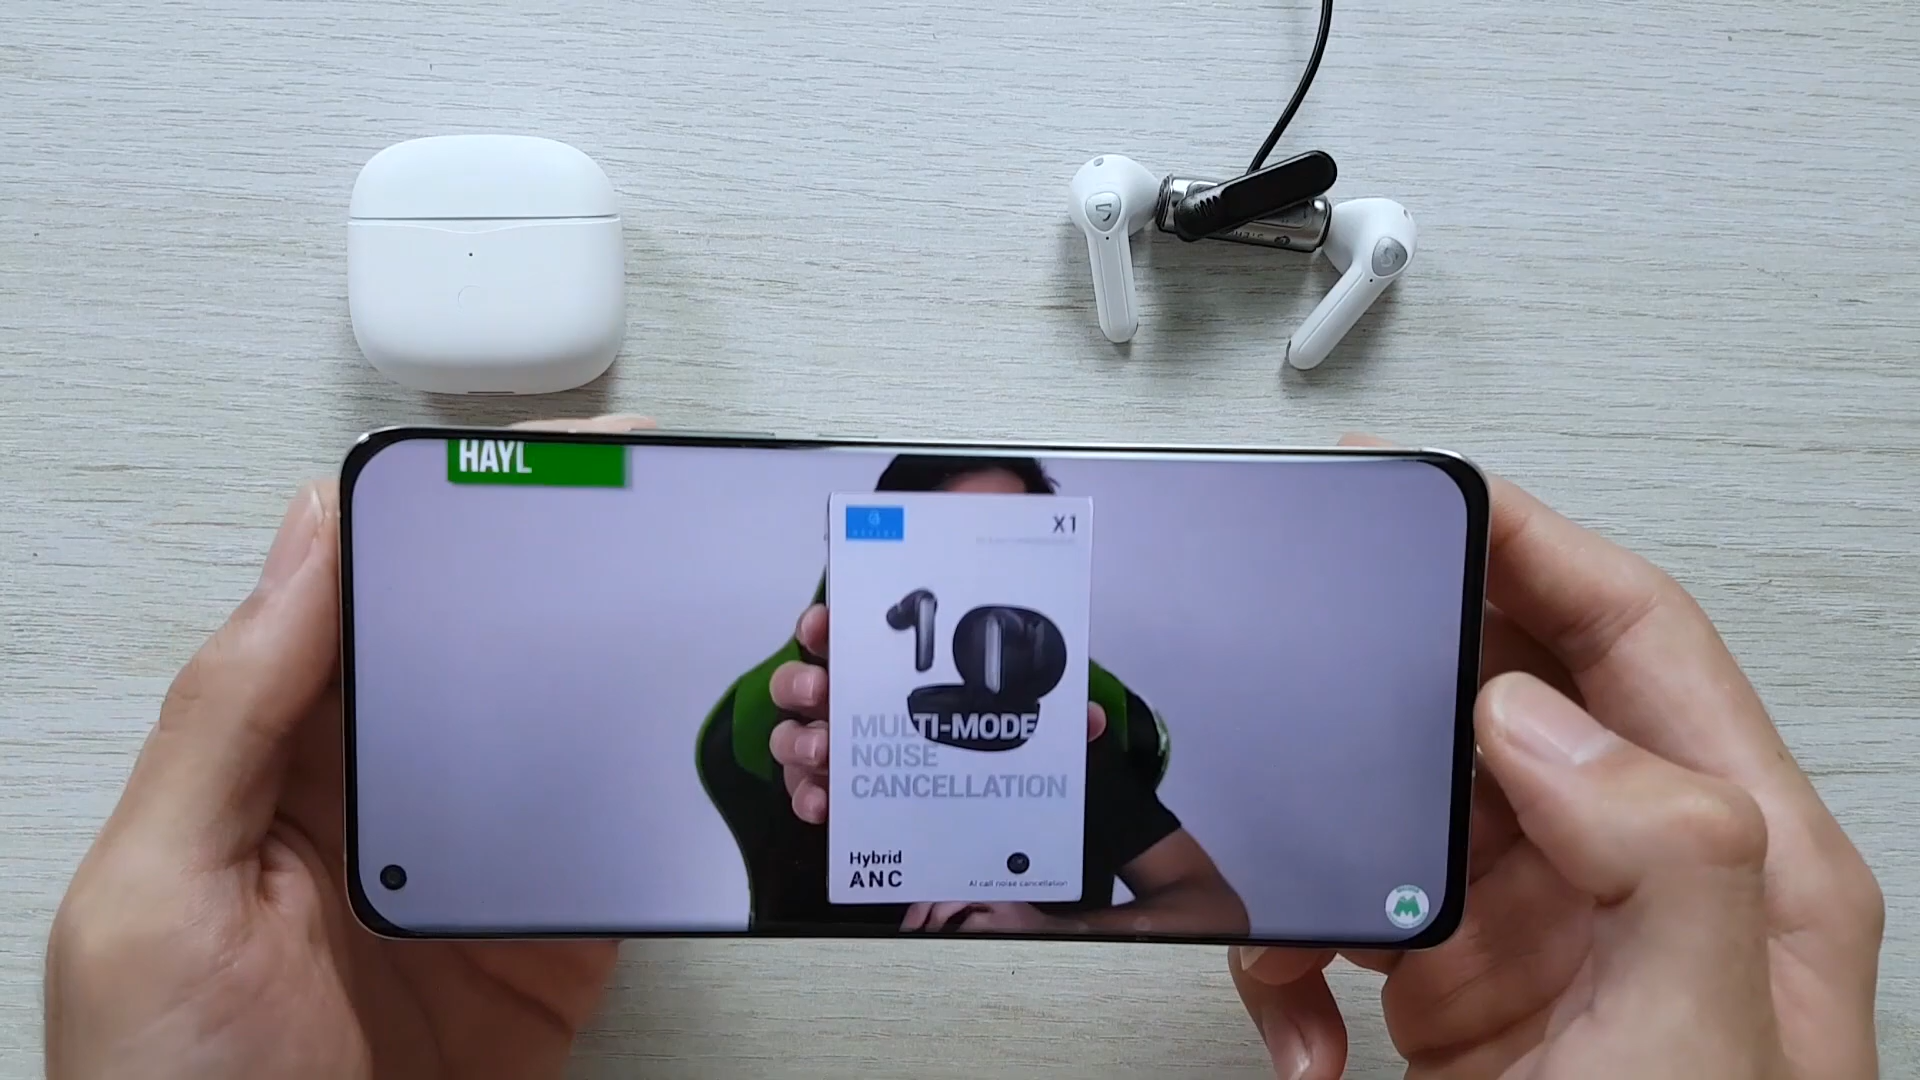 HAYL
X1
MULTI-MODE
NOISE
CANCELLATION
Hybrid
ANC
AI call noise cancellation